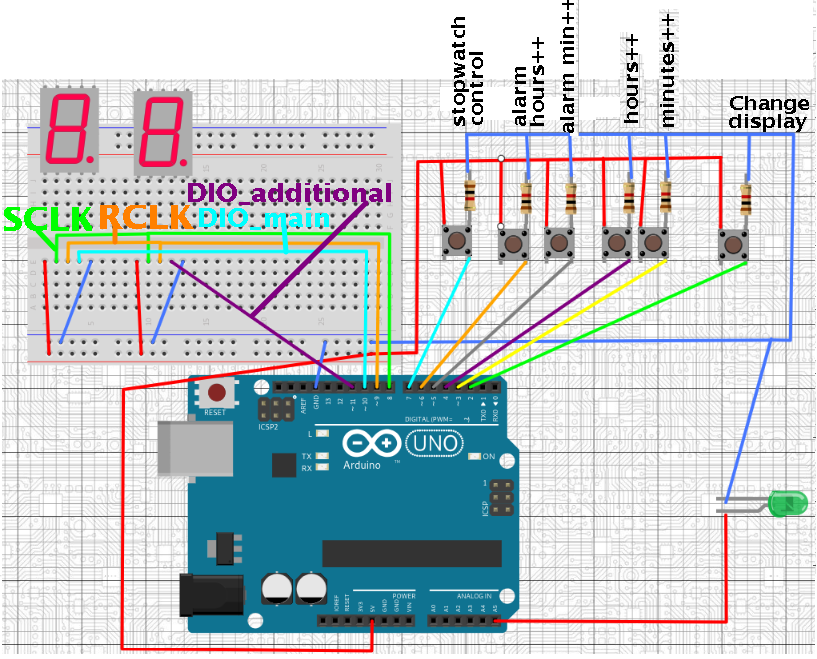 stopwatch
control
alarm
hours++
alarm min++
hours++
minutes++
Change
display
DIO_additional
SCLK RCLK DIO_main
RESET
ICSP2
AREF
GND
13
12
~11
~10
~9
8
7
~6
~5
4
~3
2
TX0 ▶ 1
RX0 ◀ 0
DIGITAL (PWM=
L
TX
RX
Arduino
™
UNO
ON
1
ICSP
POWER
ANALOG IN
IOREF
RESET
3V3
5V
GND
GND
VIN
A0
A1
A2
A3
A4
A5